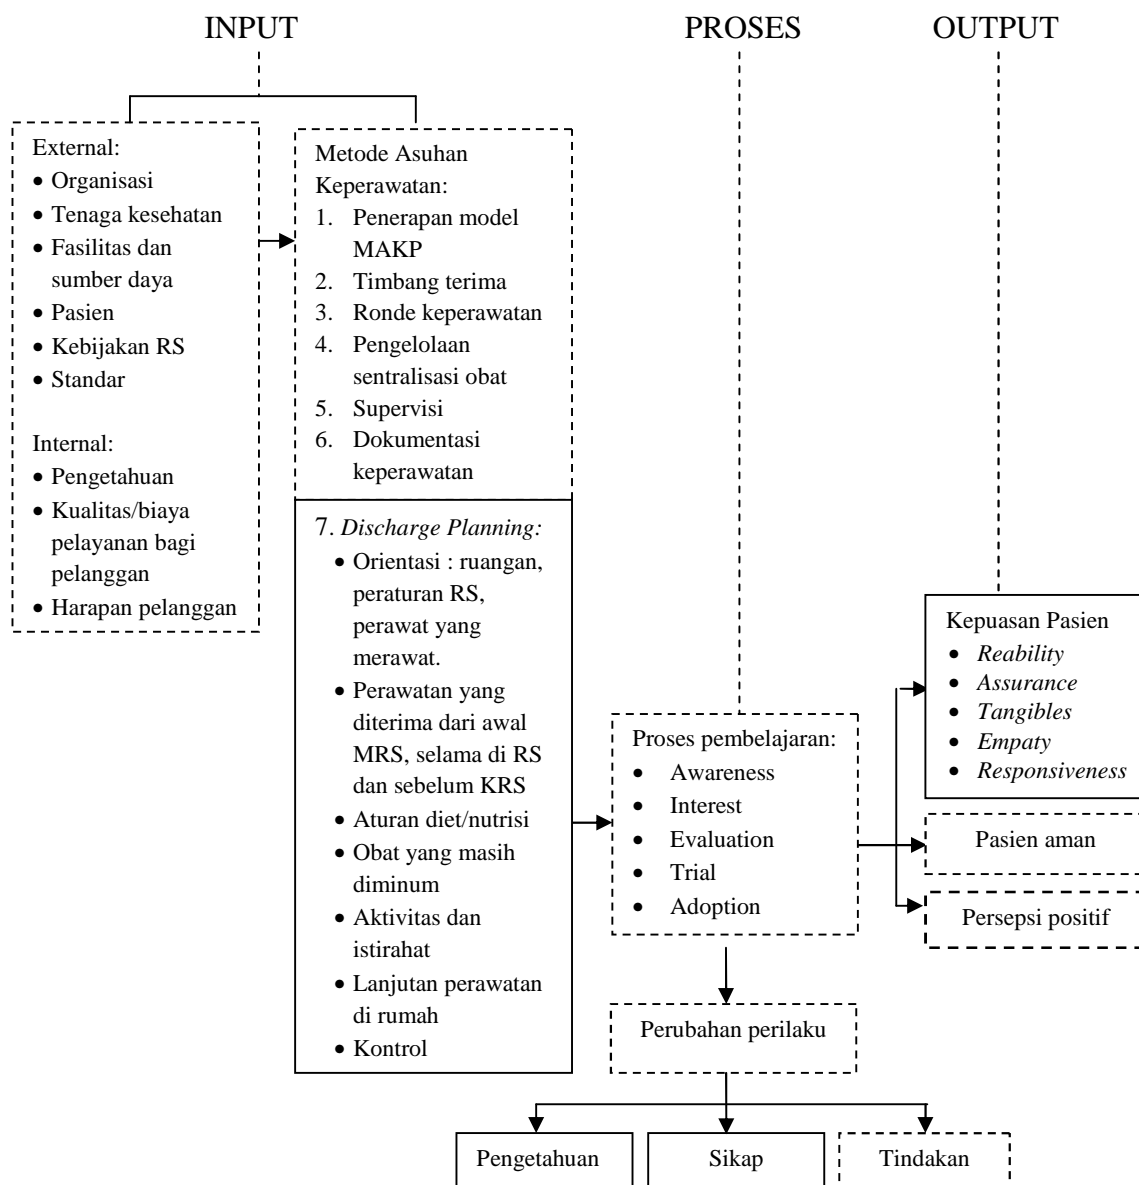 INPUT
PROSES
OUTPUT
External:
• Organisasi
• Tenaga kesehatan
• Fasilitas dan
sumber daya
• Pasien
• Kebijakan RS
• Standar
Internal:
• Pengetahuan
• Kualitas/biaya
pelayanan bagi
pelanggan
• Harapan pelanggan
Metode Asuhan
Keperawatan:
1. Penerapan model
MAKP
2. Timbang terima
3. Ronde keperawatan
4. Pengelolaan
sentralisasi obat
5. Supervisi
6. Dokumentasi
keperawatan
7. Discharge Planning:
• Orientasi : ruangan,
peraturan RS,
perawat yang
merawat.
• Perawatan yang
diterima dari awal
MRS, selama di RS
dan sebelum KRS
• Aturan diet/nutrisi
• Obat yang masih
diminum
• Aktivitas dan
istirahat
• Lanjutan perawatan
di rumah
• Kontrol
Proses pembelajaran:
• Awareness
• Interest
• Evaluation
• Trial
• Adoption
Kepuasan Pasien
• Reability
• Assurance
• Tangibles
• Empaty
• Responsiveness
Pasien aman
Persepsi positif
Perubahan perilaku
Pengetahuan
Sikap
Tindakan